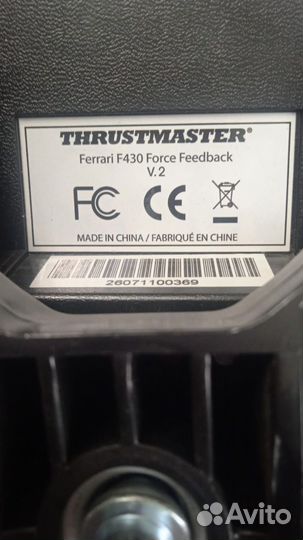 THRUSTMASTER®
Ferrari F430 Force Feedback
V.2
FC CE
MADE IN CHINA / FABRIQUÉ EN CHINE
26071100369
Avito